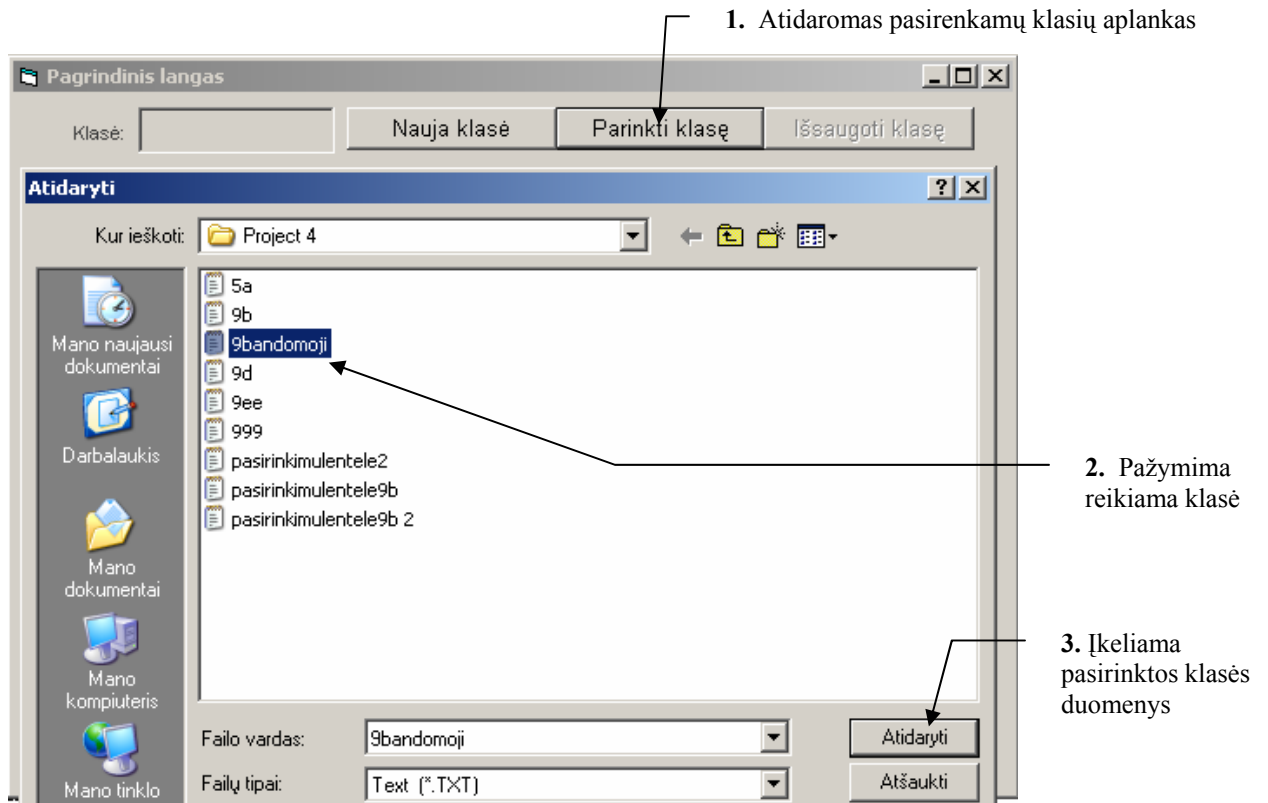 1. Atidaromas pasirenkamų klasių aplankas
Pagrindinis langas
Klasė:
Nauja klasė
Parinkti klasę
Išsaugoti klasę
Atidaryti
Kur ieškoti:
Project 4
5a
9b
9bandomoji
9d
9ee
999
pasirinkimulentele2
pasirinkimulentele9b
pasirinkimulentele9b 2
Mano naujausi
dokumentai
Darbalaukis
Mano
dokumentai
Mano
kompiuteris
Mano tinklo
2. Pažymima
reikiama klasė
3. Įkeliama
pasirinktos klasės
duomenys
Failo vardas:
9bandomoji
Atidaryti
Failų tipai:
Text (*.TXT)
Atšaukti